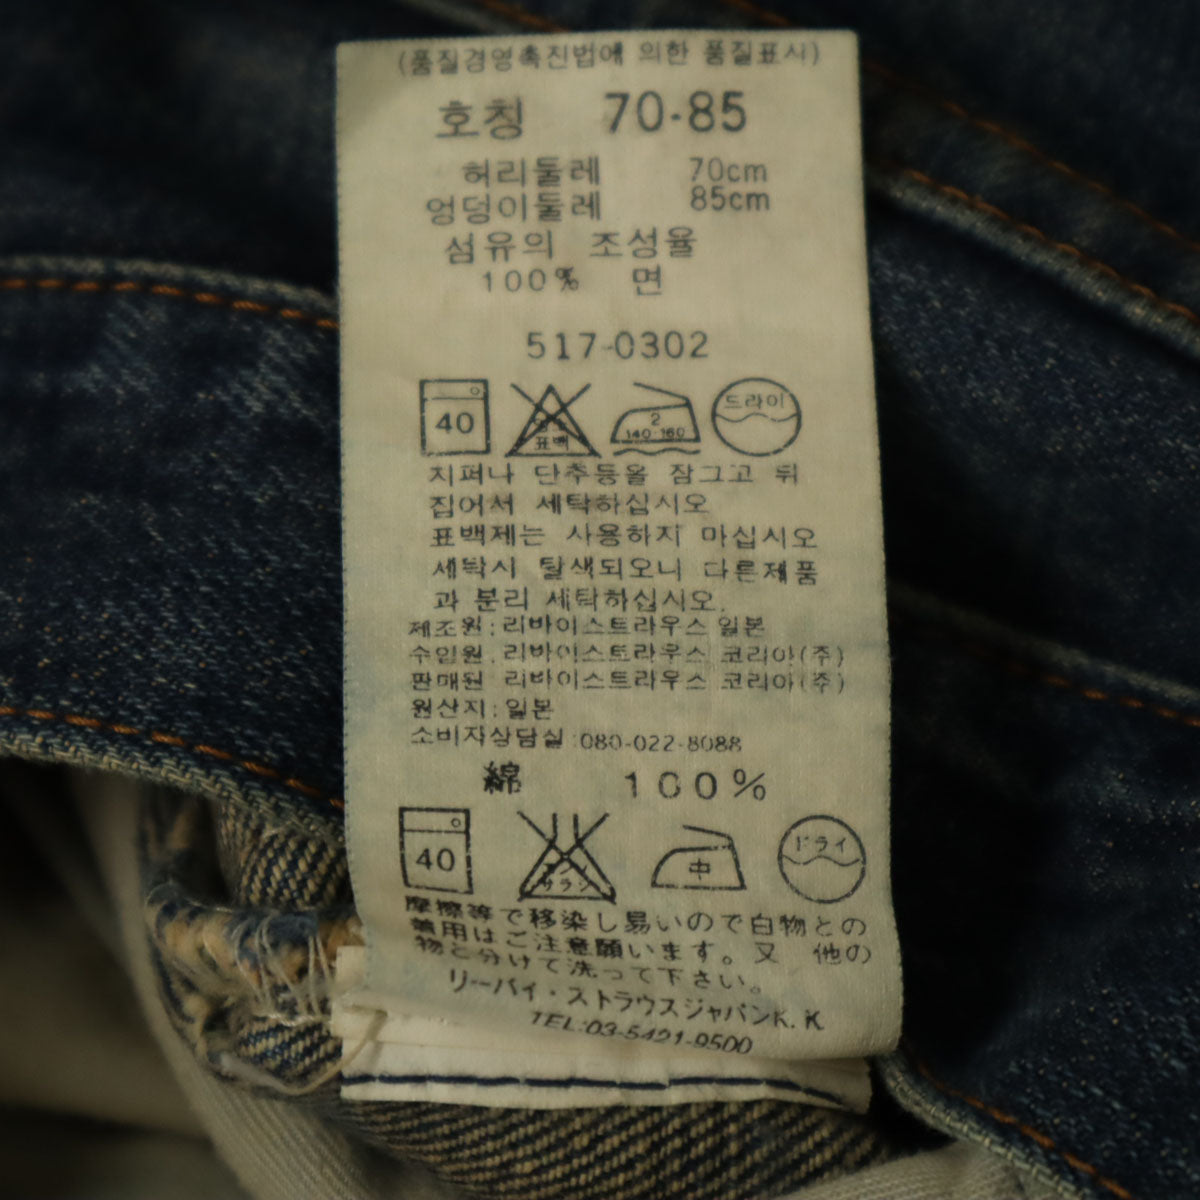 (품질경영촉진법에 의한 품질표시)
호칭 70-85
허리둘레 70cm
엉덩이둘레 85cm
섬유의 조성율
100% 면
517-0302
40 표백 2 140-160 드라이
지퍼나 단추등을 잠그고 뒤
집어서 세탁하십시오
표백제는 사용하지 마십시오
세탁시 탈색되오니 다른제품
과 분리 세탁하십시오.
제조원:리바이스트라우스 일본
수입원:리바이스트라우스 코리아(주)
판매원 리바이스트라우스 코리아(주)
원산지:일본
소비자상담실:080-022-8088
綿 100%
40 エンソサラシ 中 ドライ
摩擦等で移染し易いので白物との
着用はご注意願います。又 他の
物と分けて洗って下さい。
リーバイ・ストラウスジャパンK.K
TEL:03-5421-9500